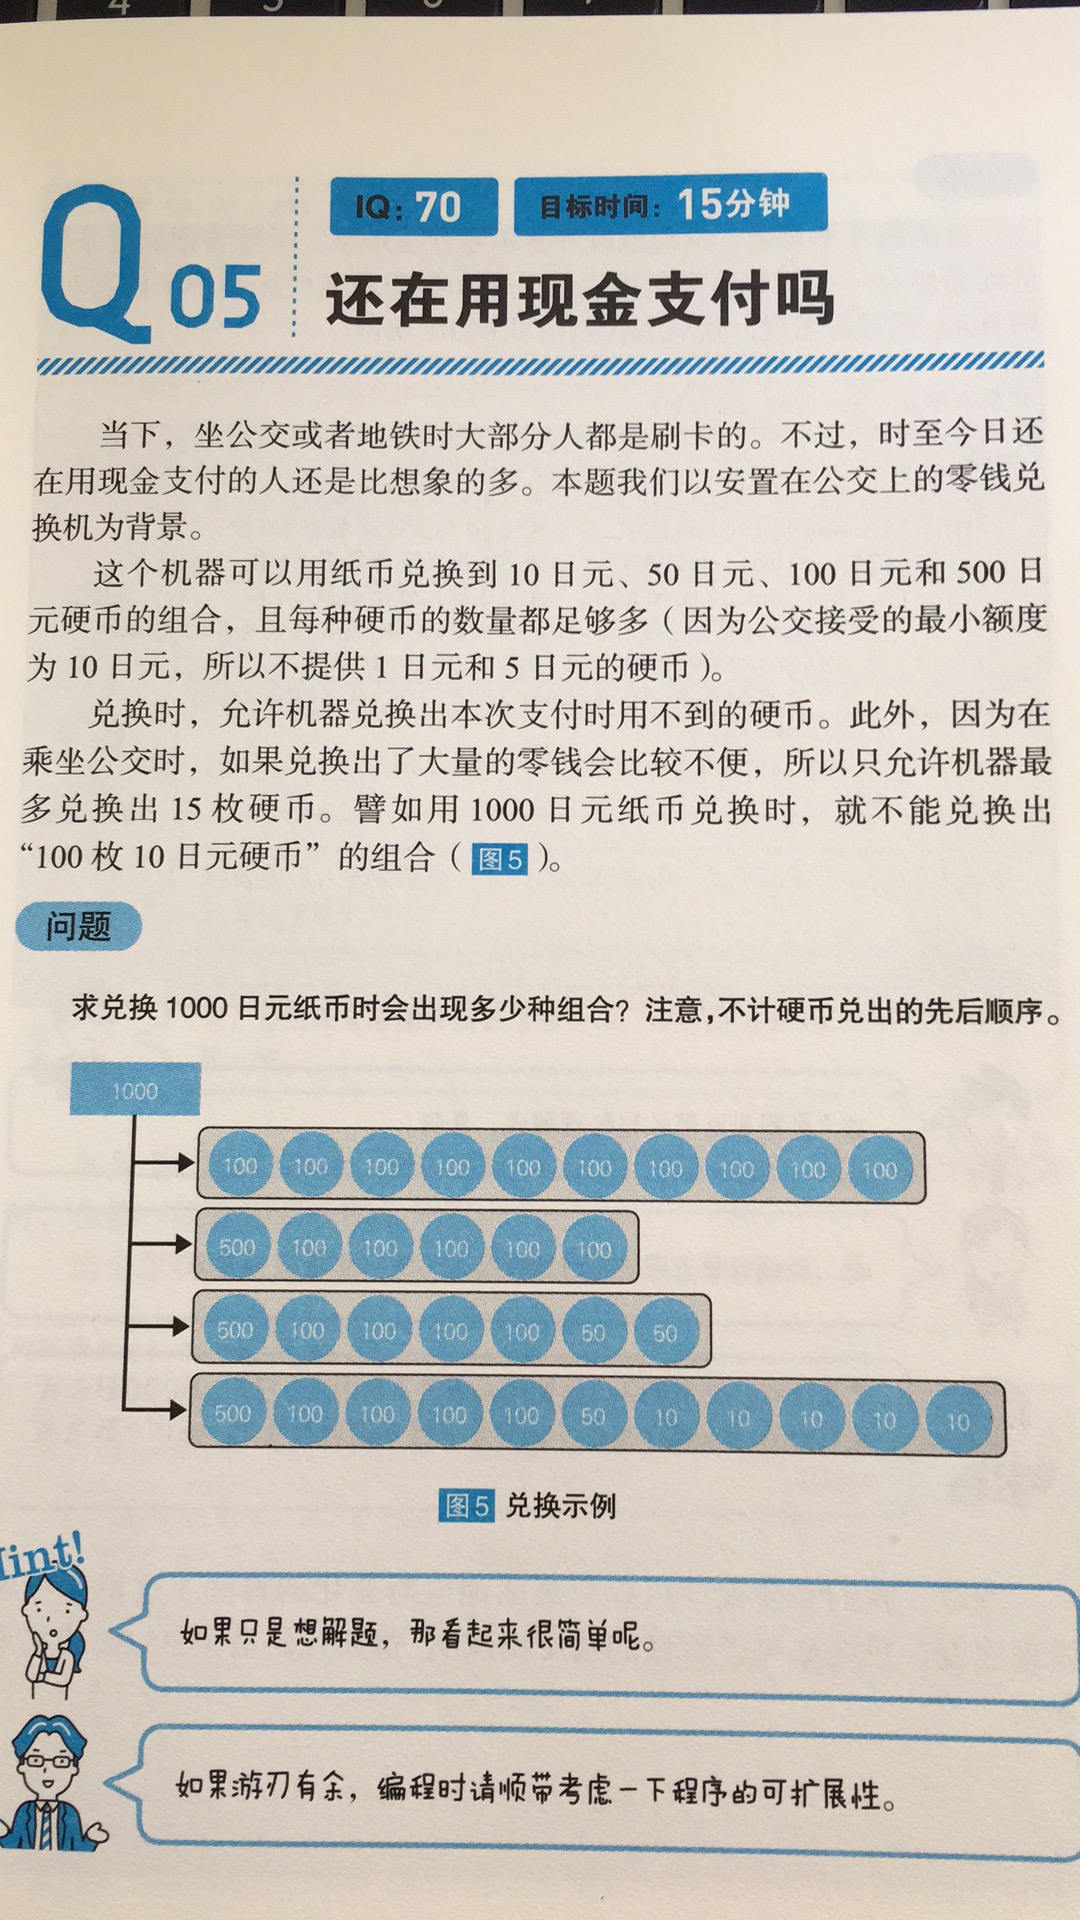 4
5
6
7
Q05
IQ: 70
目标时间: 15分钟
还在用现金支付吗
当下，坐公交或者地铁时大部分人都是刷卡的。不过，时至今日还
在用现金支付的人还是比想象的多。本题我们以安置在公交上的零钱兑
换机为背景。
这个机器可以用纸币兑换到 10 日元、50 日元、100 日元和 500 日
元硬币的组合，且每种硬币的数量都足够多（因为公交接受的最小额度
为 10 日元，所以不提供 1 日元和 5 日元的硬币）。
兑换时，允许机器兑换出本次支付时用不到的硬币。此外，因为在
乘坐公交时，如果兑换出了大量的零钱会比较不便，所以只允许机器最
多兑换出 15 枚硬币。譬如用 1000 日元纸币兑换时，就不能兑换出
“100 枚 10 日元硬币”的组合（图5）。
问题
求兑换 1000 日元纸币时会出现多少种组合？注意，不计硬币兑出的先后顺序。
1000
100 100 100 100 100 100 100 100 100 100
500 100 100 100 100 100
500 100 100 100 100 50 50
500 100 100 100 100 50 10 10 10 10 10
图5 兑换示例
Hint!
如果只是想解题，那看起来很简单呢。
如果游刃有余，编程时请顺带考虑一下程序的可扩展性。